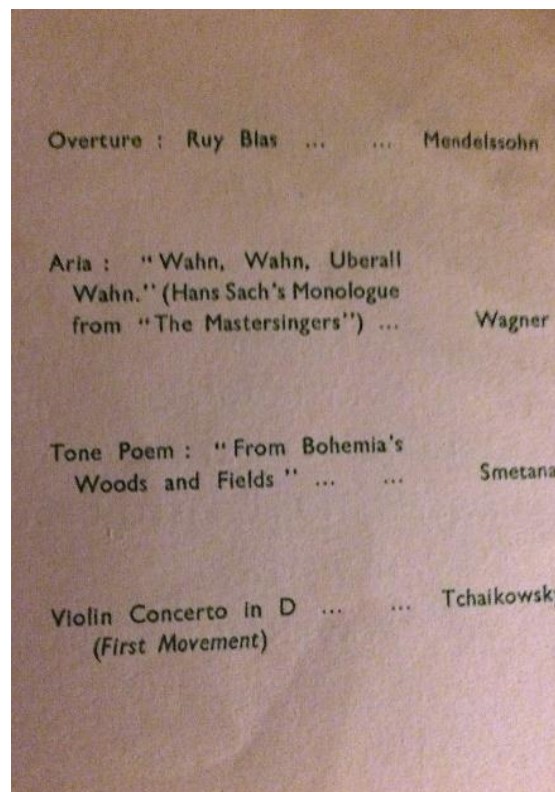 Overture : Ruy Blas ... ... Mendelssohn
Aria : "Wahn, Wahn, Uberall
Wahn." (Hans Sach's Monologue
from "The Mastersingers") ... Wagner
Tone Poem : "From Bohemia's
Woods and Fields" ... ... Smetana
Violin Concerto in D ... ... Tchaikowsky
(First Movement)